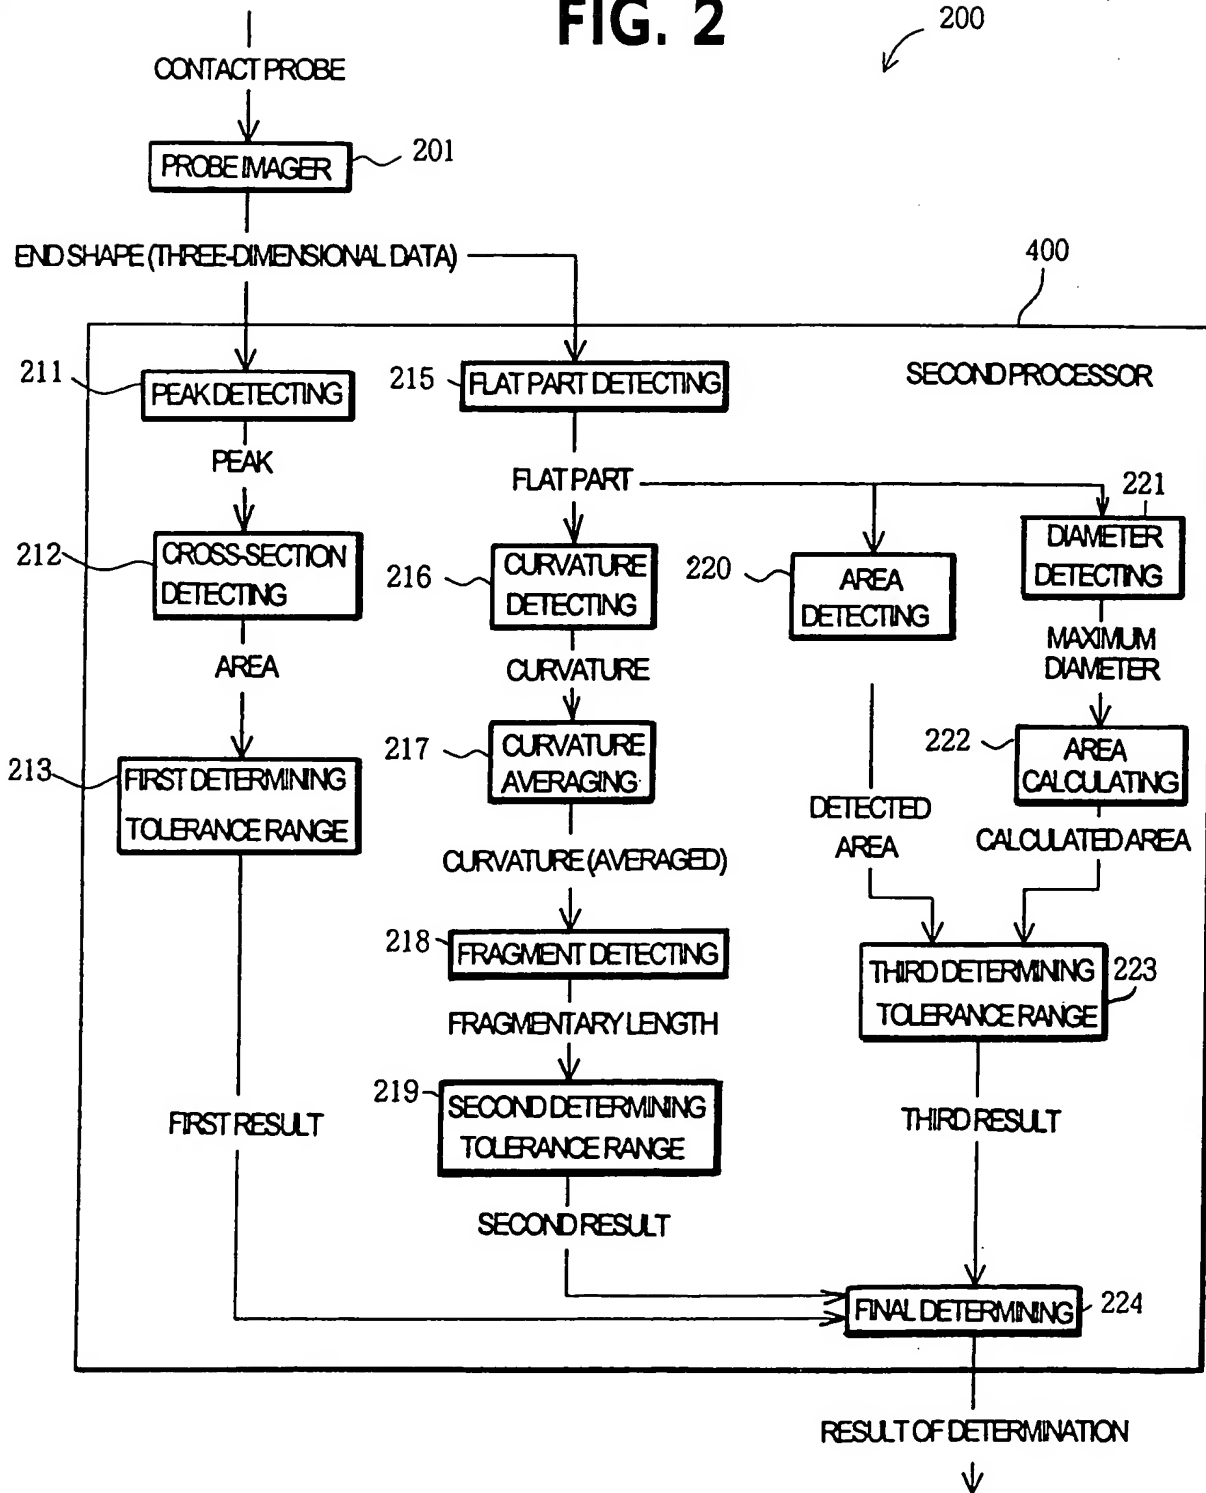 FIG. 2
200
CONTACT PROBE
PROBE IMAGER
201
END SHAPE (THREE-DIMENSIONAL DATA)
400
SECOND PROCESSOR
211
PEAK DETECTING
215
FLAT PART DETECTING
PEAK
FLAT PART
221
212
CROSS-SECTION
DETECTING
216
CURVATURE
DETECTING
220
AREA
DETECTING
DIAMETER
DETECTING
AREA
CURVATURE
MAXIMUM
DIAMETER
213
FIRST DETERMINING
TOLERANCE RANGE
217
CURVATURE
AVERAGING
222
AREA
CALCULATING
DETECTED
AREA
CALCULATED AREA
CURVATURE (AVERAGED)
218
FRAGMENT DETECTING
THIRD DETERMINING
TOLERANCE RANGE
223
FRAGMENTARY LENGTH
219
SECOND DETERMINING
TOLERANCE RANGE
FIRST RESULT
THIRD RESULT
SECOND RESULT
FINAL DETERMINING
224
RESULT OF DETERMINATION